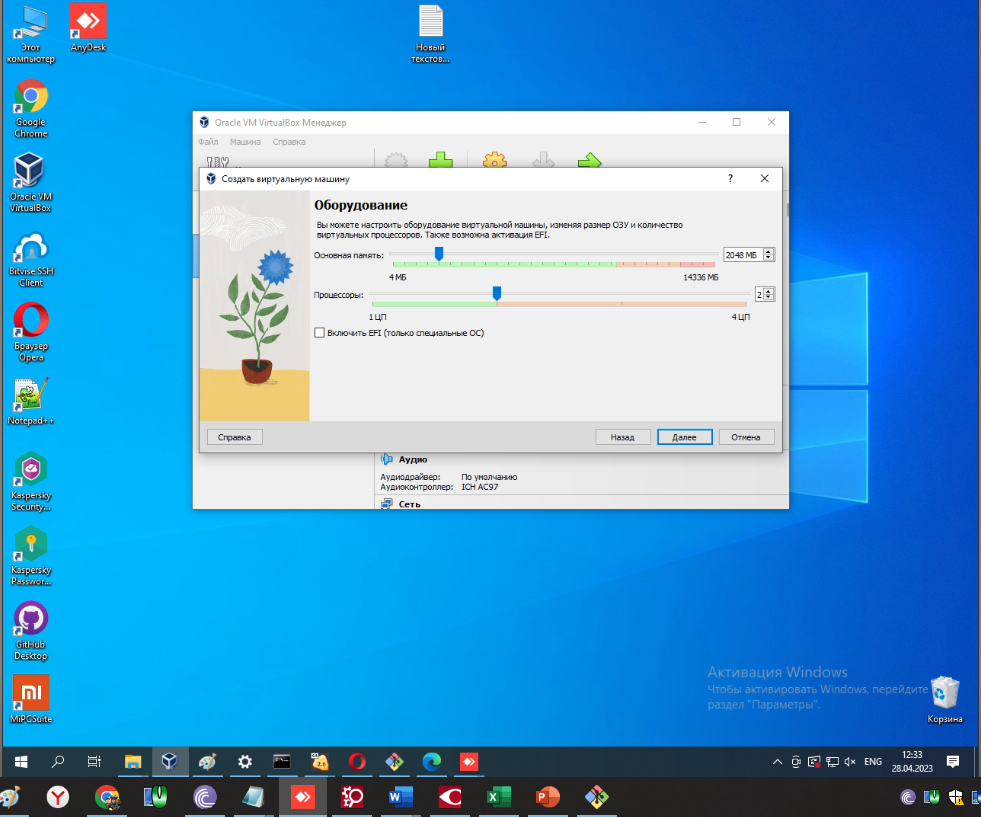 Этот
компьютер
AnyDesk
Новый
текстов...
Google
Chrome
Oracle VM
VirtualBox
Bitvise SSH
Client
Браузер
Opera
Notepad++
Kaspersky
Security...
Kaspersky
Passwor...
GitHub
Desktop
MiPCSuite
Oracle VM VirtualBox Менеджер
Файл Машина Справка
Создать виртуальную машину
?
Оборудование
Вы можете настроить оборудование виртуальной машины, изменяя размер ОЗУ и количество
виртуальных процессоров. Также возможна активация EFI.
Основная память: 2048 МБ
4 МБ 14336 МБ
Процессоры: 2
1 ЦП 4 ЦП
Включить EFI (только специальные ОС)
Справка Назад Далее Отмена
Аудио
Аудиодрайвер: По умолчанию
Аудиоконтроллер: ICH AC97
Сеть
Активация Windows
Чтобы активировать Windows, перейдите
раздел "Параметры".
Корзина
ENG
12:33
28.04.2023